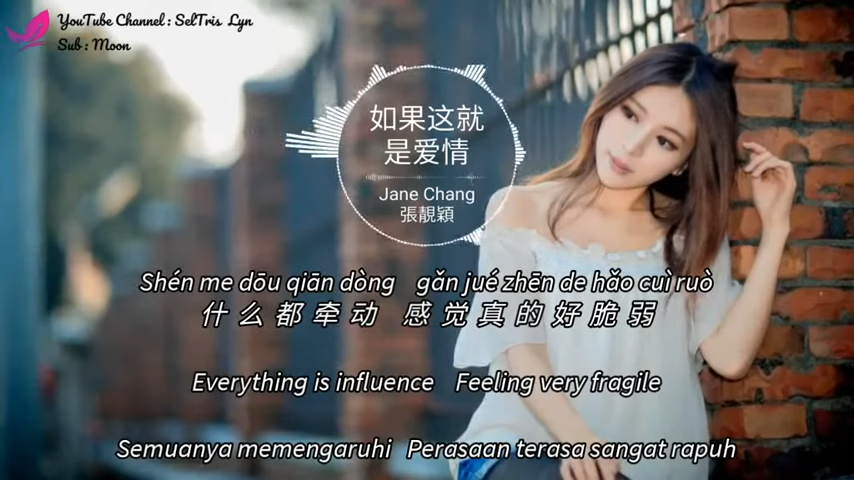 YouTube Channel : SelTris Lyn
Sub : Moon
如果这就
是爱情
Jane Chang
張靚穎
Shén me dōu qiān dòng gǎn jué zhēn de hǎo cuì ruò
什么都牵动 感觉真的好脆弱
Everything is influence Feeling very fragile
Semuanya memengaruhi Perasaan terasa sangat rapuh